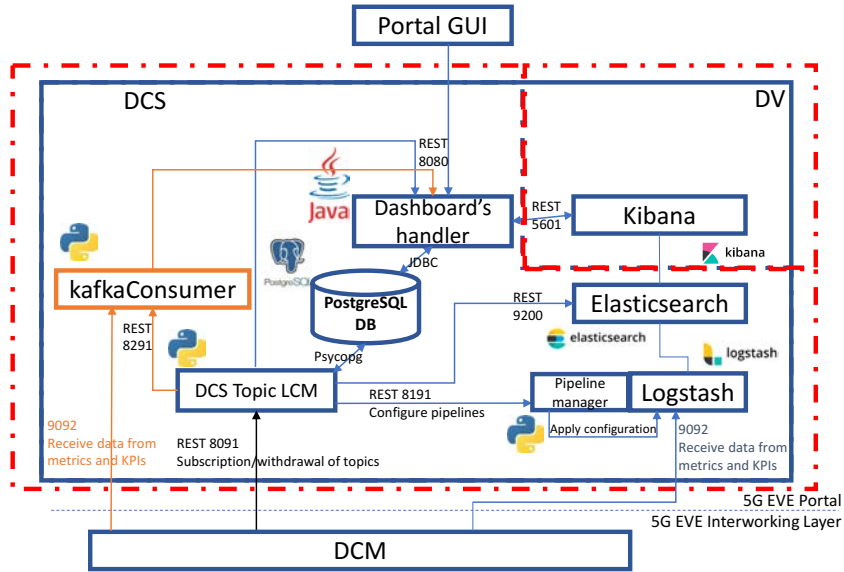 Portal GUI
DCS
DV
REST
8080
Java
Dashboard's
handler
REST
5601
Kibana
kibana
PostgreSQL
JDBC
kafkaConsumer
PostgreSQL
DB
REST
9200
Elasticsearch
elasticsearch
logstash
REST
8291
Psycopg
DCS Topic LCM
REST 8191
Configure pipelines
Pipeline
manager
Logstash
Apply configuration
9092
Receive data from
metrics and KPIs
REST 8091
Subscription/withdrawal of topics
9092
Receive data from
metrics and KPIs
5G EVE Portal
5G EVE Interworking Layer
DCM